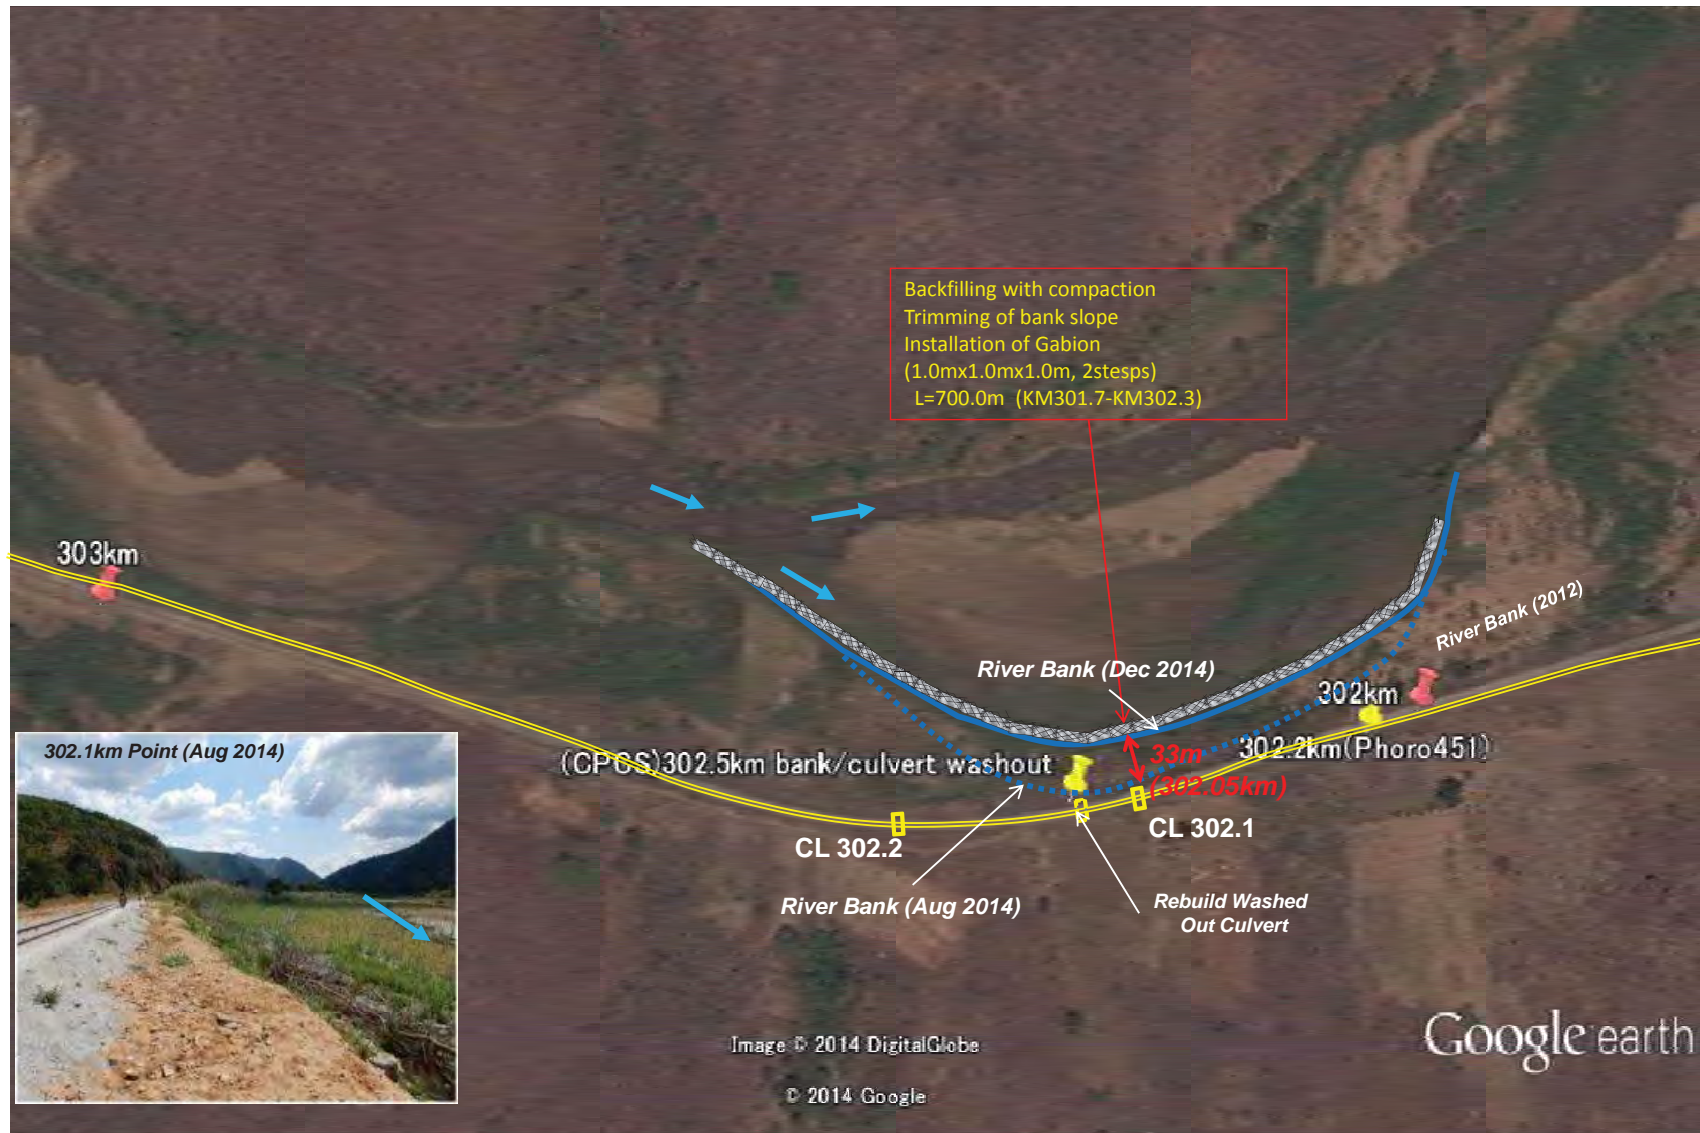 Backfilling with compaction
Trimming of bank slope
Installation of Gabion
(1.0mx1.0mx1.0m, 2stesps)
L=700.0m (KM301.7-KM302.3)
303km
River Bank (2012)
River Bank (Dec 2014)
302km
302.1km Point (Aug 2014)
(CPGS)302.5km bank/culvert washout
33m
(302.05km)
302.2km(Phoro451)
CL 302.1
CL 302.2
River Bank (Aug 2014)
Rebuild Washed
Out Culvert
Image © 2014 DigitalGlobe
© 2014 Google
Google earth